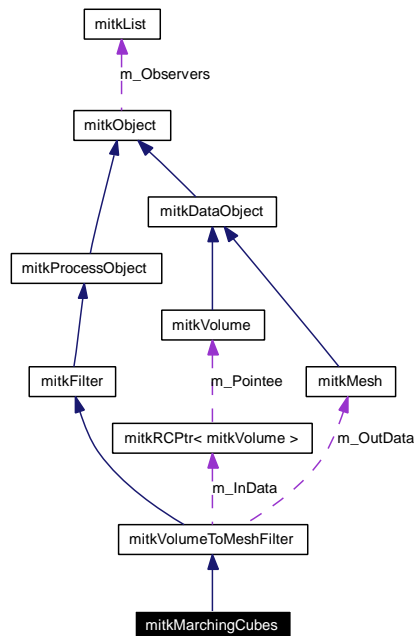 mitkList
m_Observers
mitkObject
mitkDataObject
mitkProcessObject
mitkVolume
mitkFilter
m_Pointee
mitkMesh
mitkRCPtr< mitkVolume >
m_OutData
m_InData
mitkVolumeToMeshFilter
mitkMarchingCubes